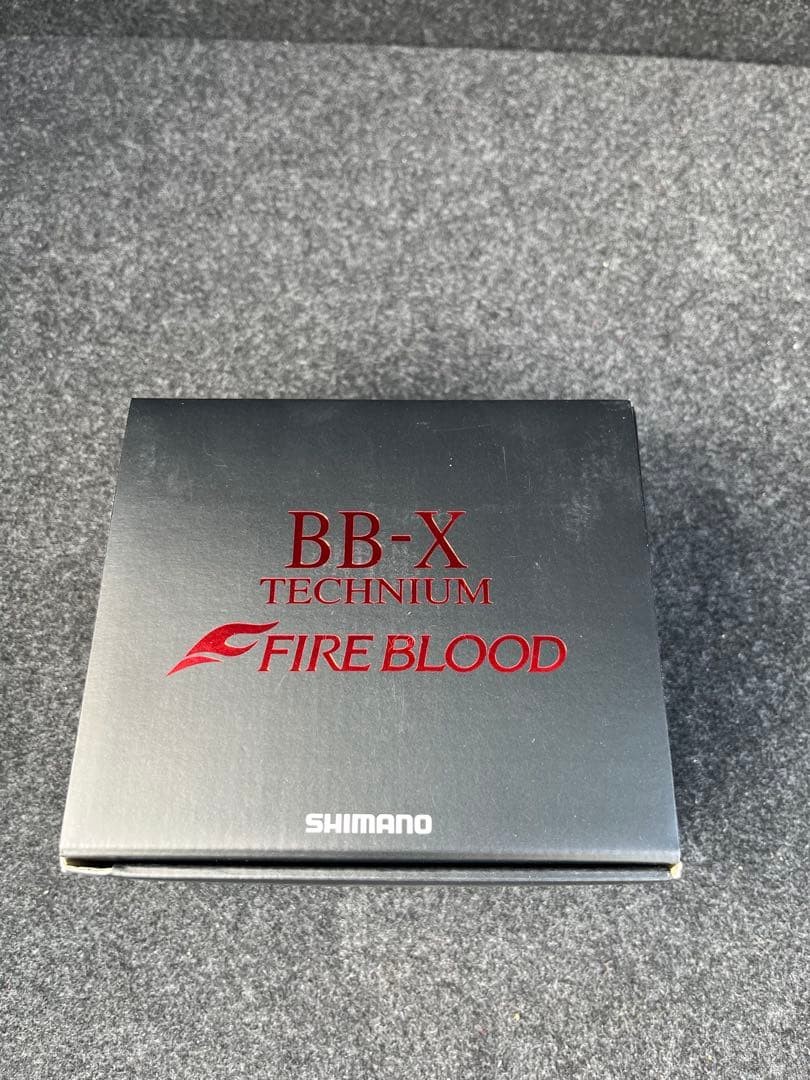 BB-X
TECHNIUM
FIRE BLOOD
SHIMANO